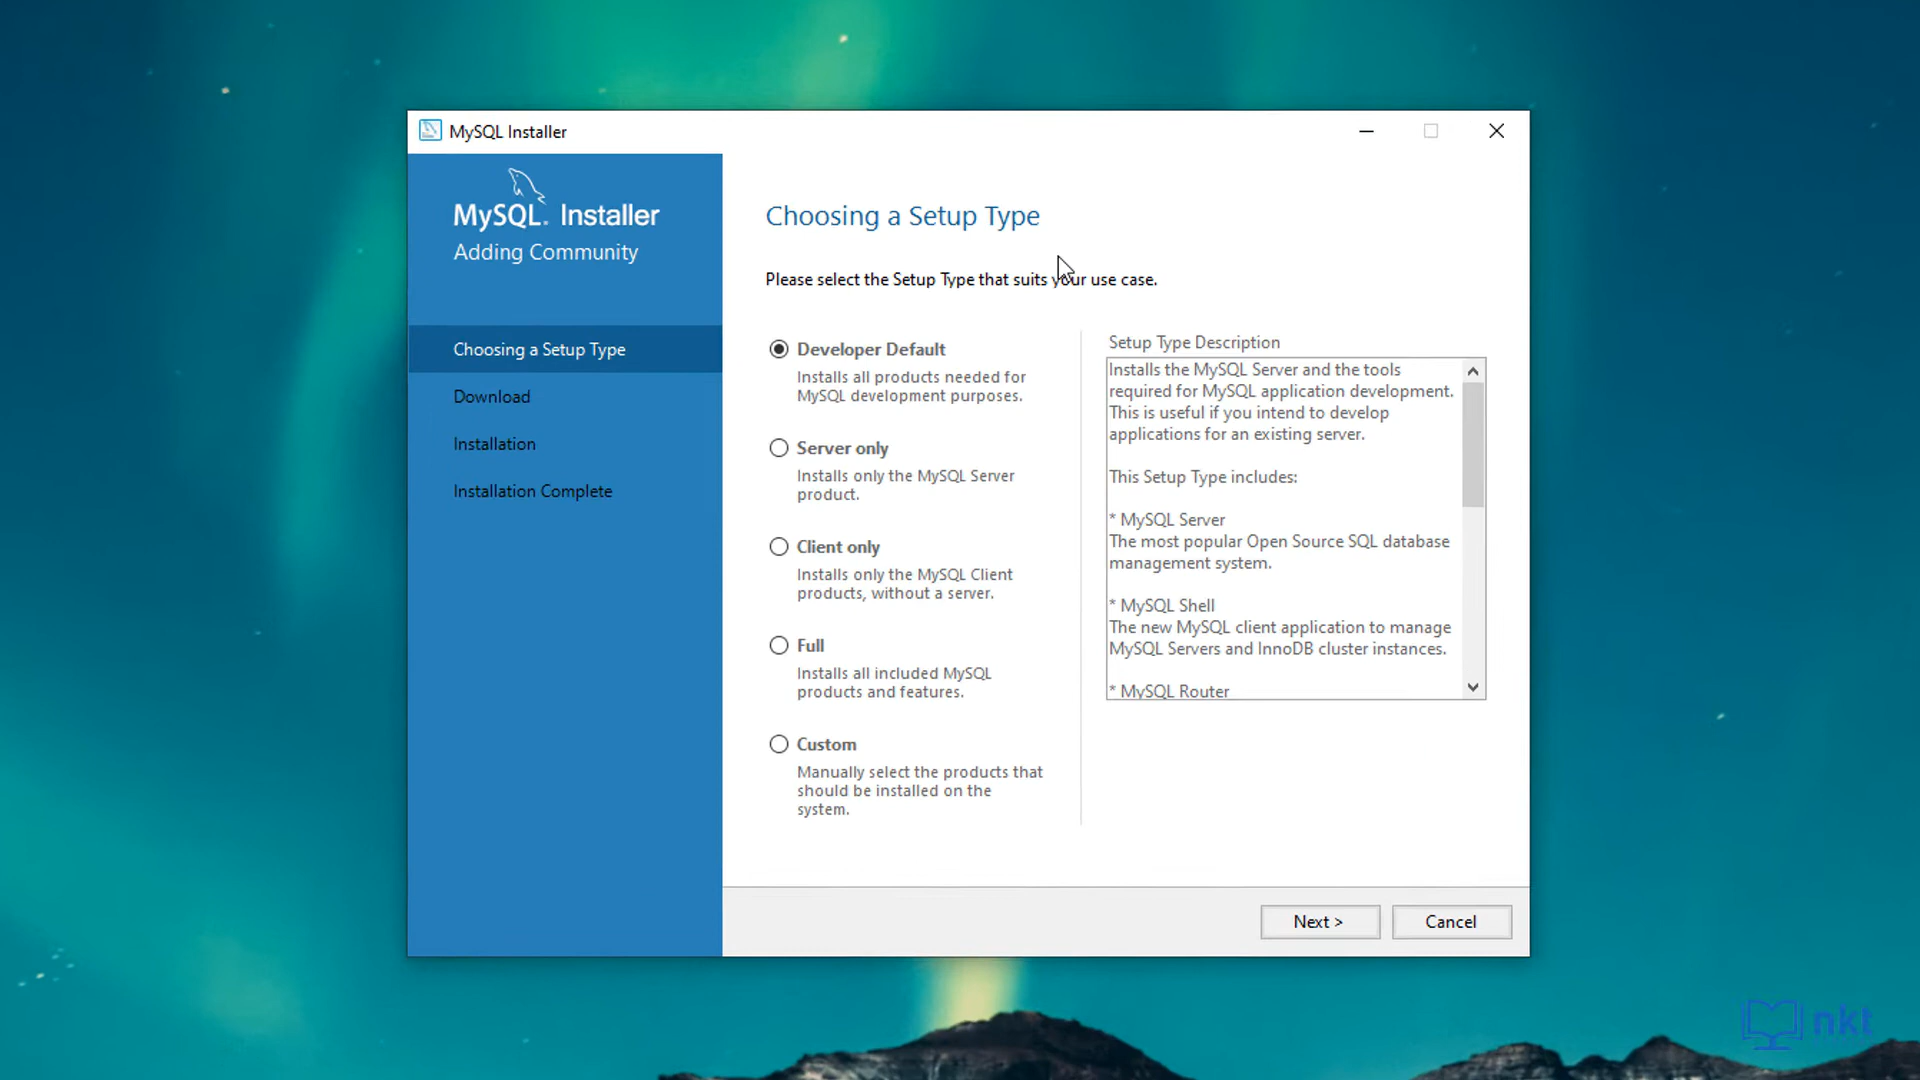 MySQL Installer
MySQL. Installer
Adding Community
Choosing a Setup Type
Download
Installation
Installation Complete
Choosing a Setup Type
Please select the Setup Type that suits your use case.
Developer Default
Installs all products needed for
MySQL development purposes.
Server only
Installs only the MySQL Server
product.
Client only
Installs only the MySQL Client
products, without a server.
Full
Installs all included MySQL
products and features.
Custom
Manually select the products that
should be installed on the
system.
Setup Type Description
Installs the MySQL Server and the tools
required for MySQL application development.
This is useful if you intend to develop
applications for an existing server.
This Setup Type includes:
* MySQL Server
The most popular Open Source SQL database
management system.
* MySQL Shell
The new MySQL client application to manage
MySQL Servers and InnoDB cluster instances.
* MySQL Router
Next >
Cancel
nkt